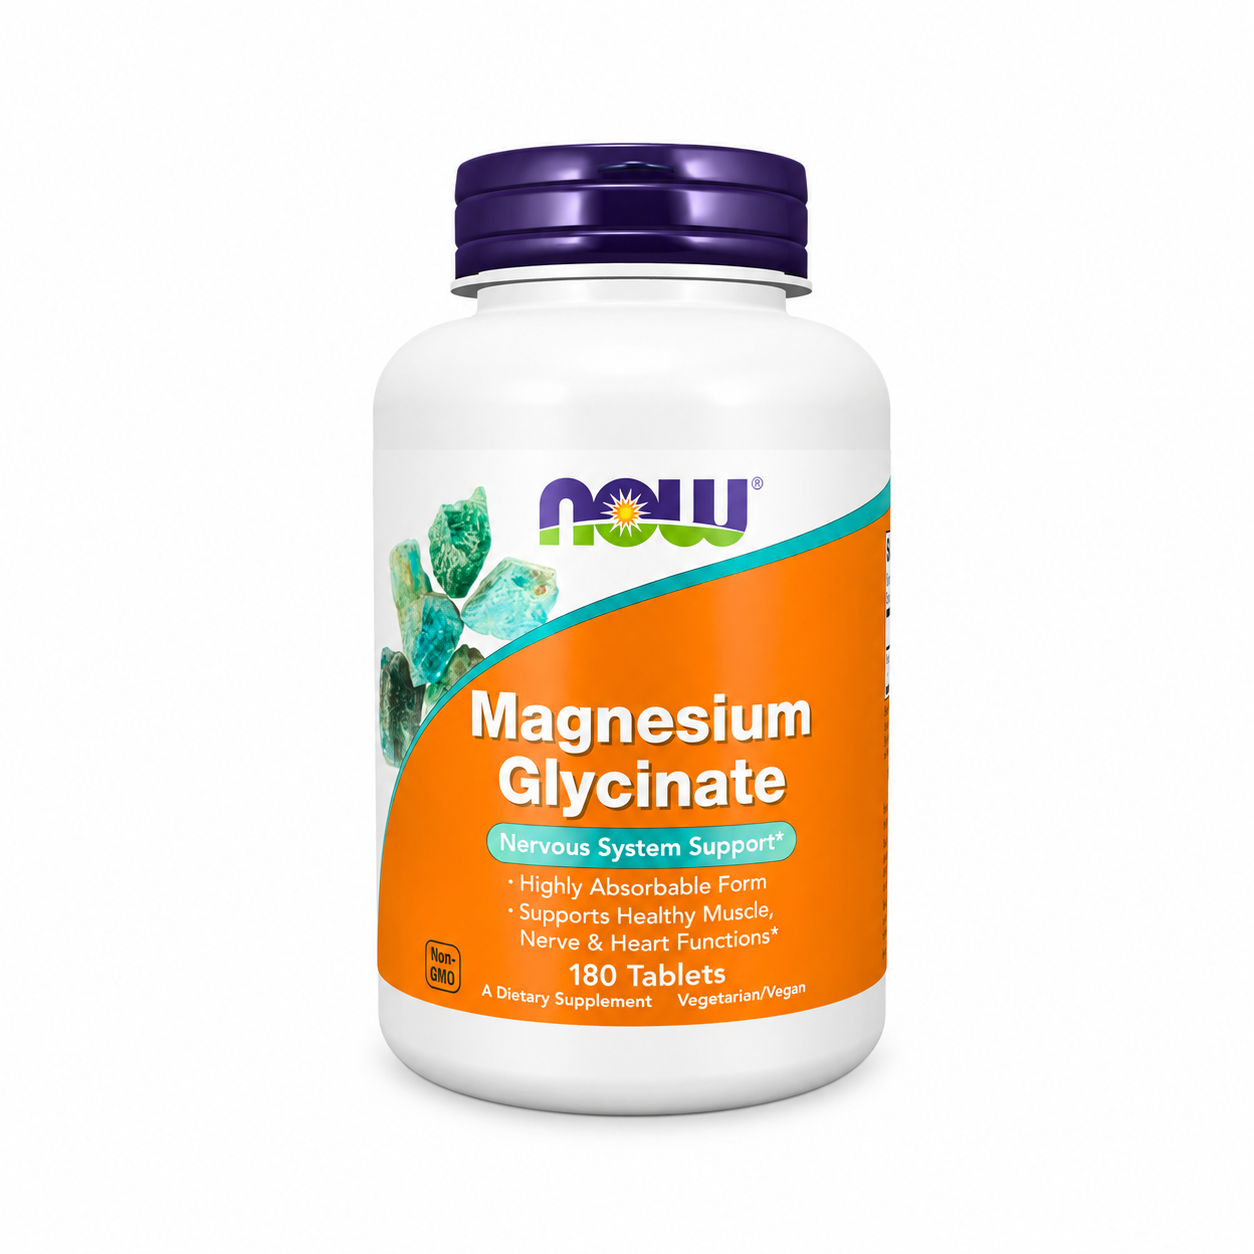 NOW®
Magnesium
Glycinate
Nervous System Support*
· Highly Absorbable Form
· Supports Healthy Muscle,
Nerve & Heart Functions*
180 Tablets
A Dietary Supplement Vegetarian/Vegan
Non-
GMO